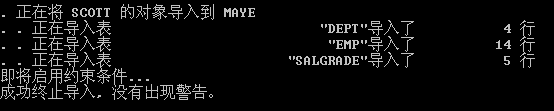 . 正在将 SCOTT 的对象导入到 MAYE
. . 正在导入表 "DEPT"导入了 4 行
. . 正在导入表 "EMP"导入了 14 行
. . 正在导入表 "SALGRADE"导入了 5 行
即将启用约束条件...
成功终止导入, 没有出现警告。